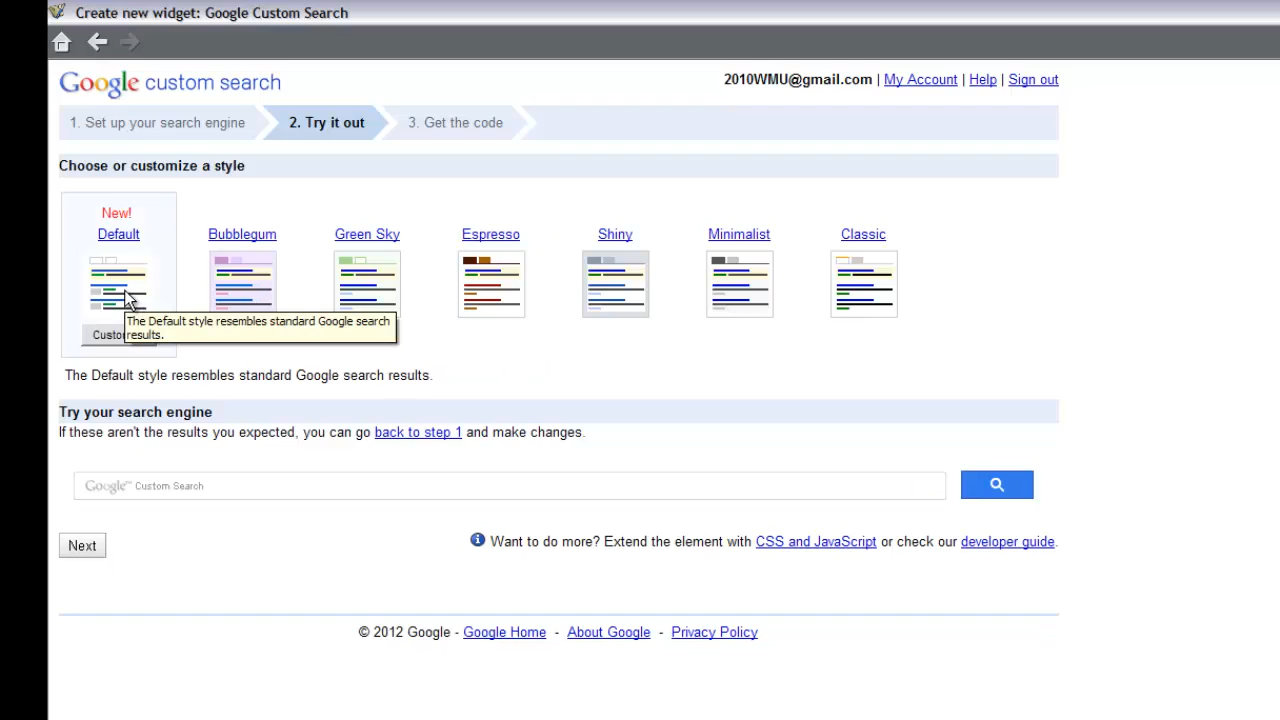 Create new widget: Google Custom Search
Google custom search
2010WMU@gmail.com | My Account | Help | Sign out
1. Set up your search engine 2. Try it out 3. Get the code
Choose or customize a style
New!
Default Bubblegum Green Sky Espresso Shiny Minimalist Classic
The Default style resembles standard Google search
results.
The Default style resembles standard Google search results.
Try your search engine
If these aren't the results you expected, you can go back to step 1 and make changes.
Google™ Custom Search
Next
Want to do more? Extend the element with CSS and JavaScript or check our developer guide.
© 2012 Google - Google Home - About Google - Privacy Policy